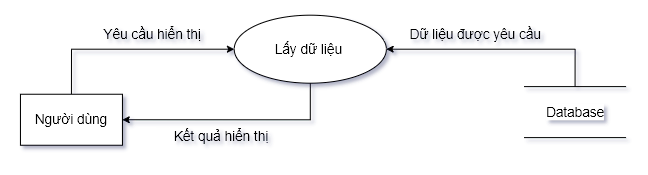 Yêu cầu hiển thị
Lấy dữ liệu
Dữ liệu được yêu cầu
Người dùng
Database
Kết quả hiển thị